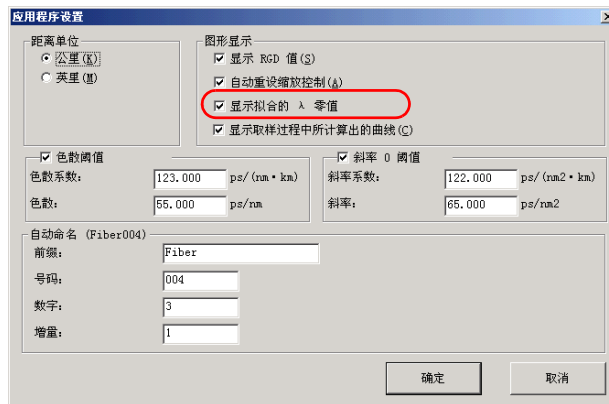 应用程序设置
距离单位
公里(K)
英里(M)
图形显示
显示 RGD 值(S)
自动重设缩放控制(A)
显示拟合的 λ 零值
显示取样过程中所计算出的曲线(C)
色散阈值
色散系数: 123.000 ps/(nm·km)
色散: 55.000 ps/nm
斜率 0 阈值
斜率系数: 122.000 ps/(nm2·km)
斜率: 65.000 ps/nm2
自动命名 (Fiber004)
前缀: Fiber
号码: 004
数字: 3
增量: 1
确定 取消